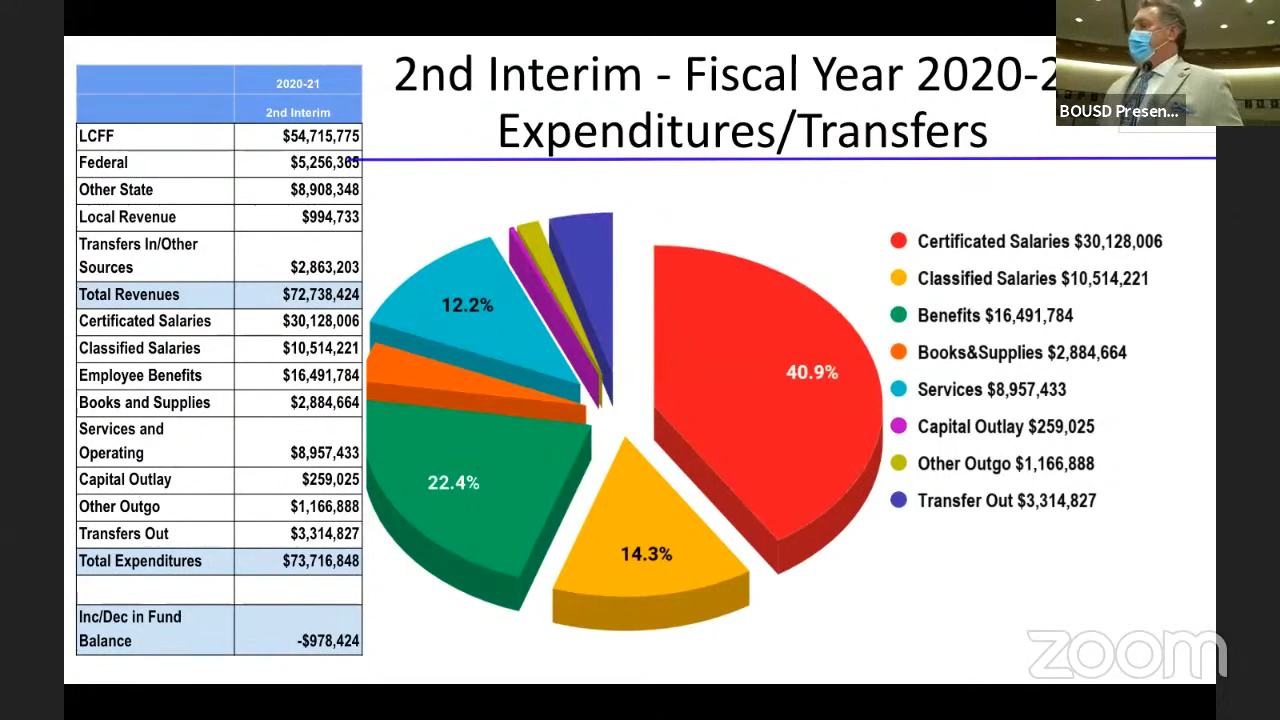 2020-21
2nd Interim
LCFF $54,715,775
Federal $5,256,365
Other State $8,908,348
Local Revenue $994,733
Transfers In/Other
Sources $2,863,203
Total Revenues $72,738,424
Certificated Salaries $30,128,006
Classified Salaries $10,514,221
Employee Benefits $16,491,784
Books and Supplies $2,884,664
Services and
Operating $8,957,433
Capital Outlay $259,025
Other Outgo $1,166,888
Transfers Out $3,314,827
Total Expenditures $73,716,848
Inc/Dec in Fund
Balance -$978,424
2nd Interim - Fiscal Year 2020-2
Expenditures/Transfers
BOUSD Presen...
12.2%
40.9%
22.4%
14.3%
Certificated Salaries $30,128,006
Classified Salaries $10,514,221
Benefits $16,491,784
Books&Supplies $2,884,664
Services $8,957,433
Capital Outlay $259,025
Other Outgo $1,166,888
Transfer Out $3,314,827
zoom